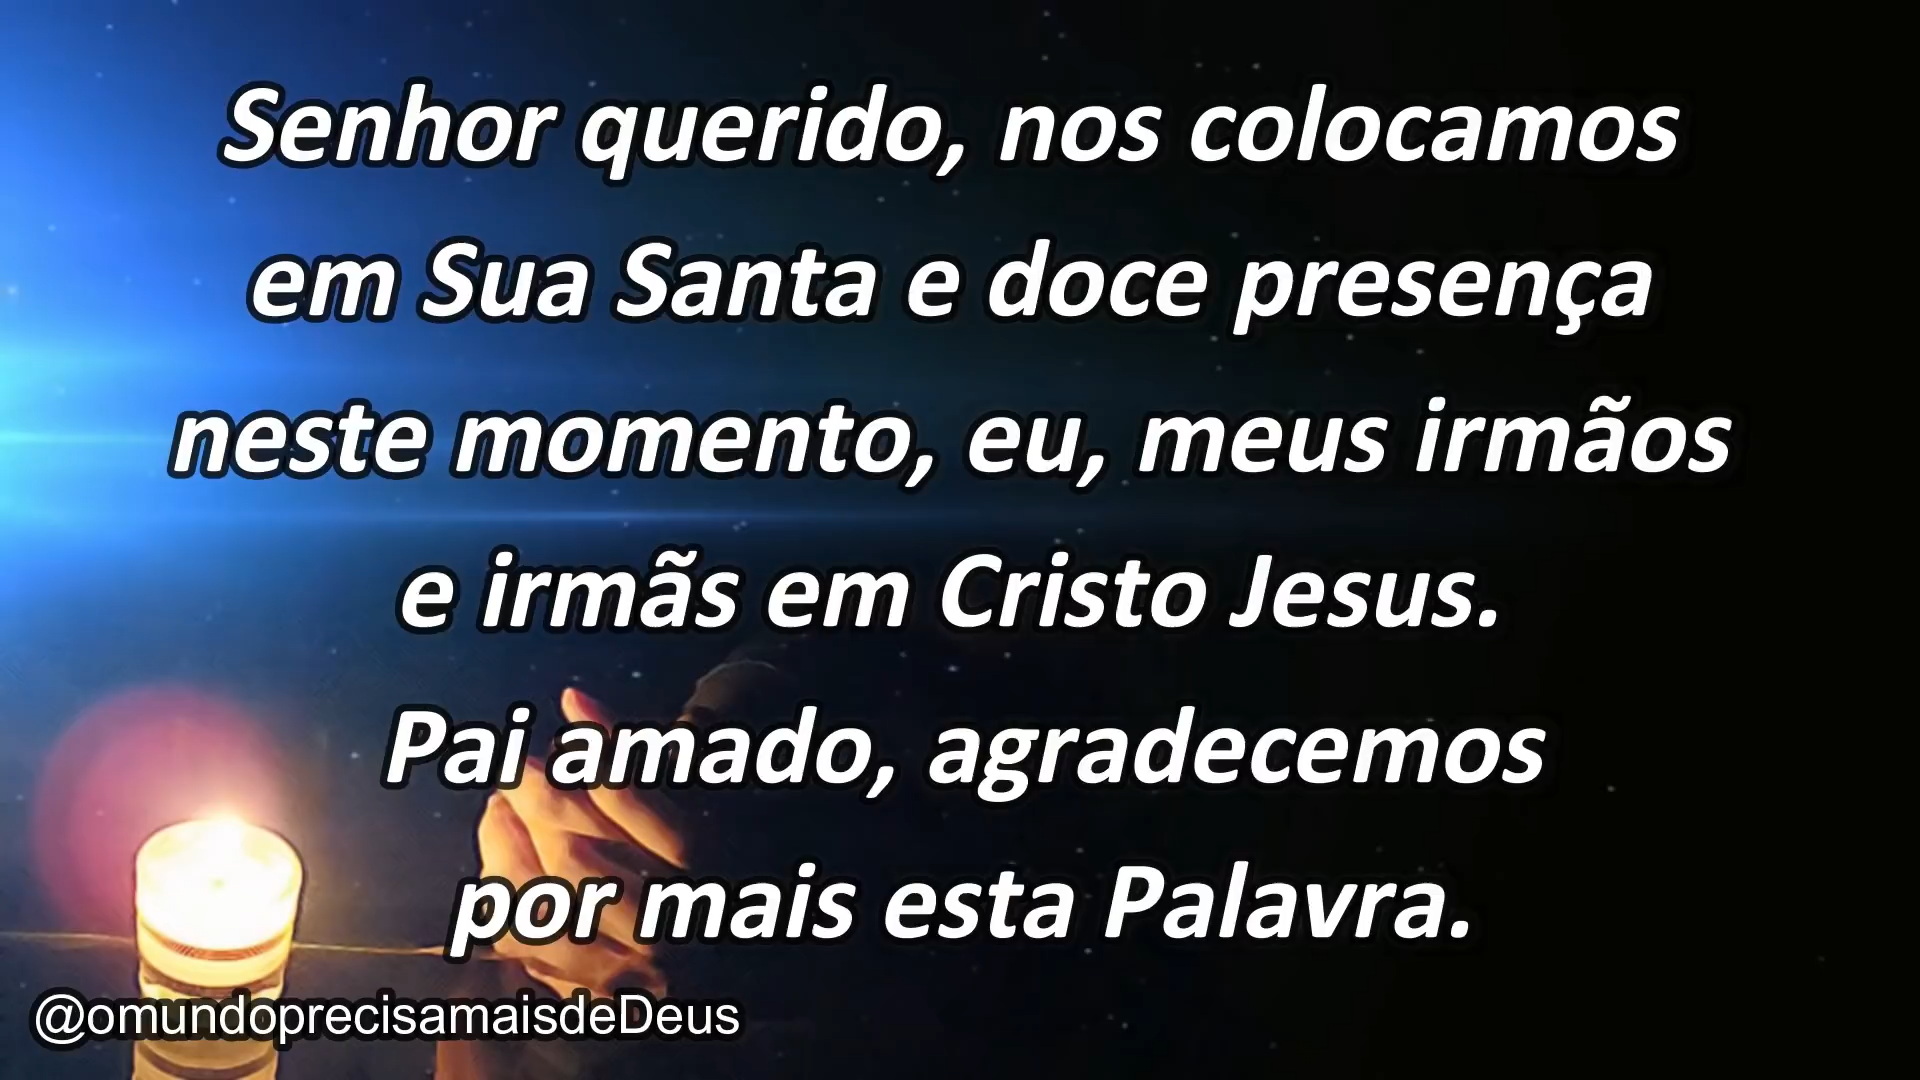 Senhor querido, nos colocamos
em Sua Santa e doce presença
neste momento, eu, meus irmãos
e irmãs em Cristo Jesus.
Pai amado, agradecemos
por mais esta Palavra.
@omundoprecisamaisdeDeus